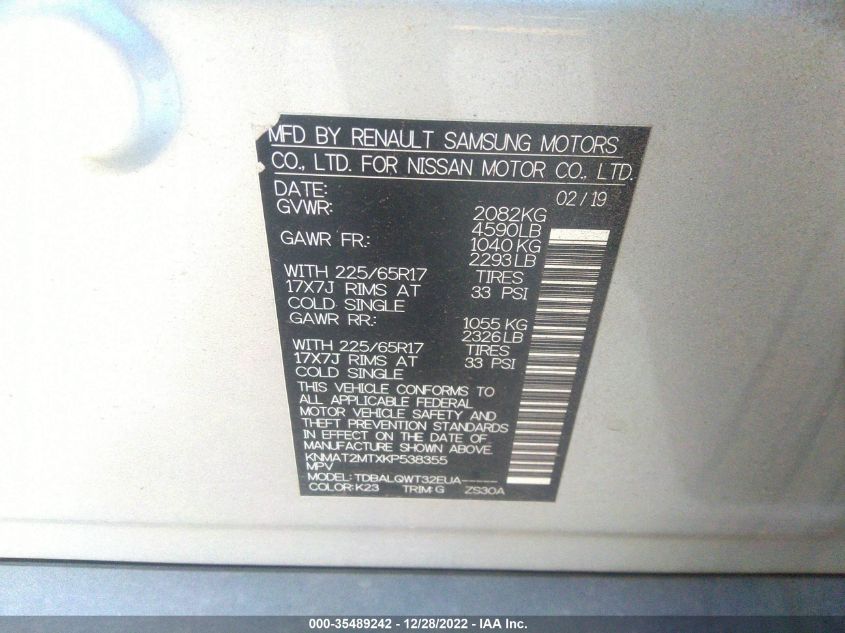 MFD BY RENAULT SAMSUNG MOTORS
CO., LTD. FOR NISSAN MOTOR CO., LTD.
DATE: 02/19
GVWR: 2082KG
4590LB
GAWR FR.: 1040KG
2293LB
WITH 225/65R17 TIRES
17X7J RIMS AT 33 PSI
COLD SINGLE
GAWR RR.: 1055KG
2326LB
WITH 225/65R17 TIRES
17X7J RIMS AT 33 PSI
COLD SINGLE
THIS VEHICLE CONFORMS TO
ALL APPLICABLE FEDERAL
MOTOR VEHICLE SAFETY AND
THEFT PREVENTION STANDARDS
IN EFFECT ON THE DATE OF
MANUFACTURE SHOWN ABOVE.
KNMAT2MTXKP538355
MPV
MODEL: TDBALQWT32EUA------
COLOR: K23 TRIM: G ZS30A
000-35489242 - 12/28/2022 - IAA Inc.